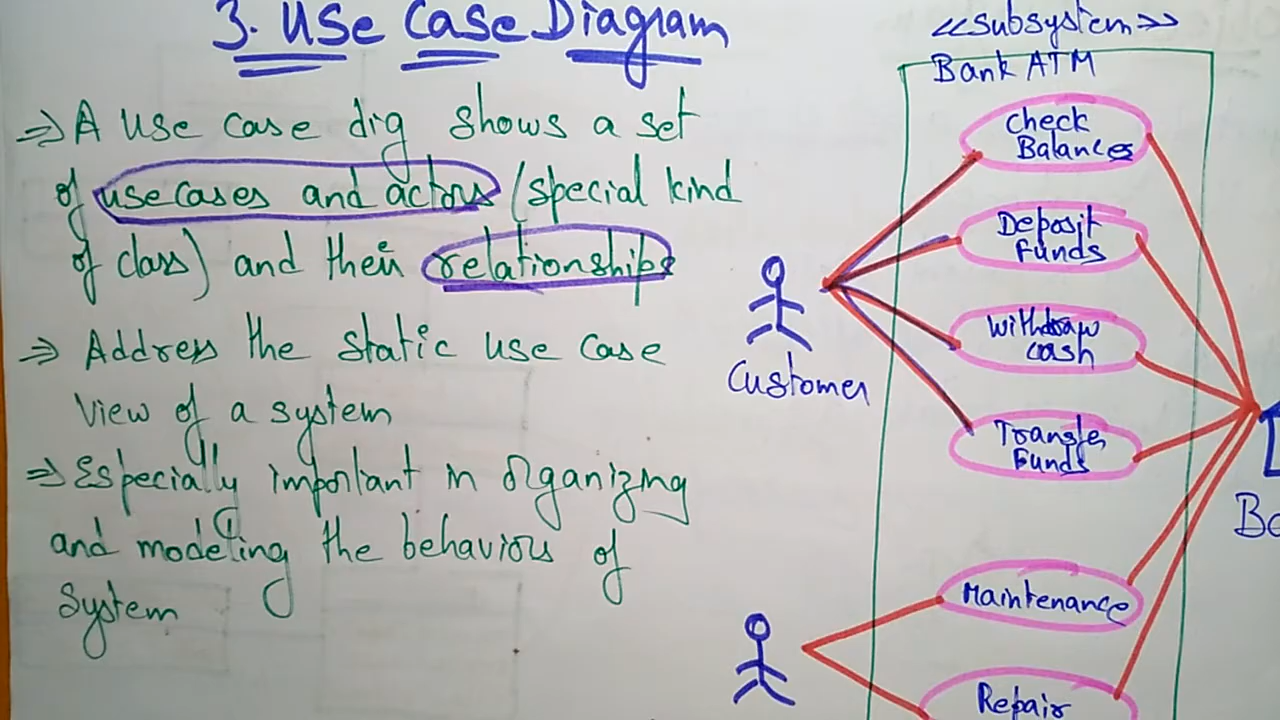 3. Use Case Diagram
⇒ A use case dig shows a set
of use cases and actors (special kind
of class) and their relationships
⇒ Address the static use case
view of a system
⇒ Especially important in organizing
and modeling the behaviors of
system
<<subsystem>>
Bank ATM
Check
Balances
Deposit
Funds
Withdraw
cash
Transfer
Funds
Maintenance
Repair
Customer